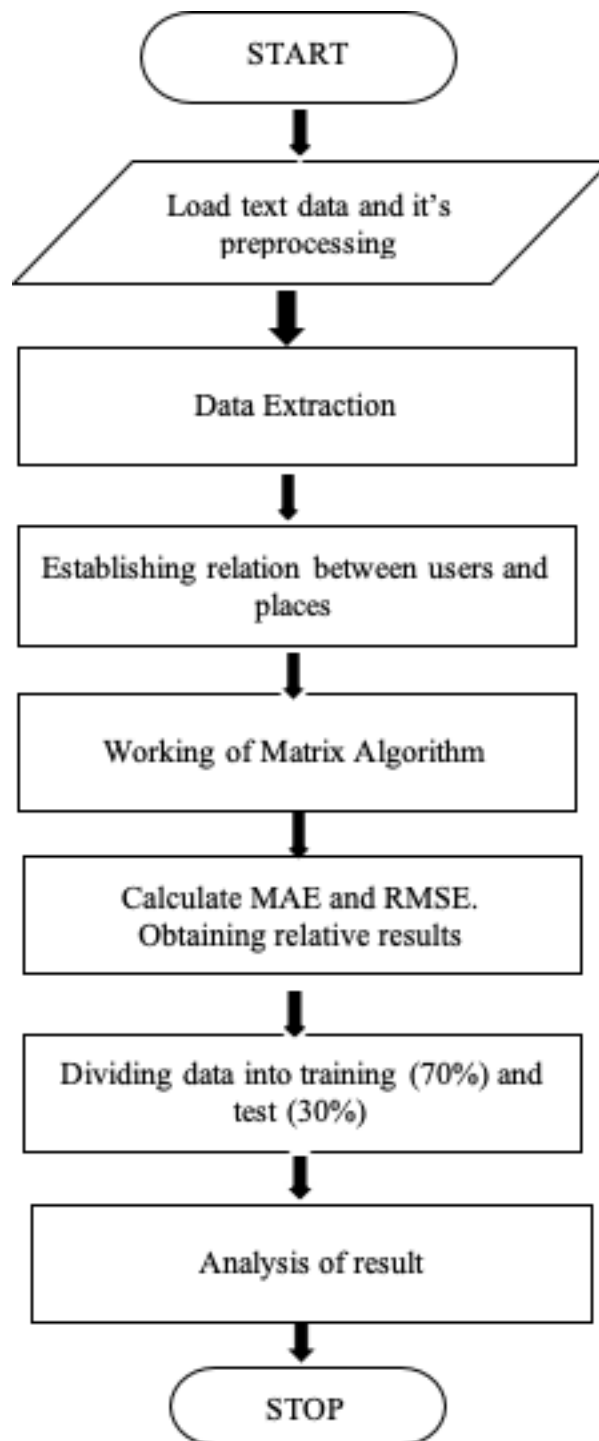 START
Load text data and it’s
preprocessing
Data Extraction
Establishing relation between users and
places
Working of Matrix Algorithm
Calculate MAE and RMSE.
Obtaining relative results
Dividing data into training (70%) and
test (30%)
Analysis of result
STOP